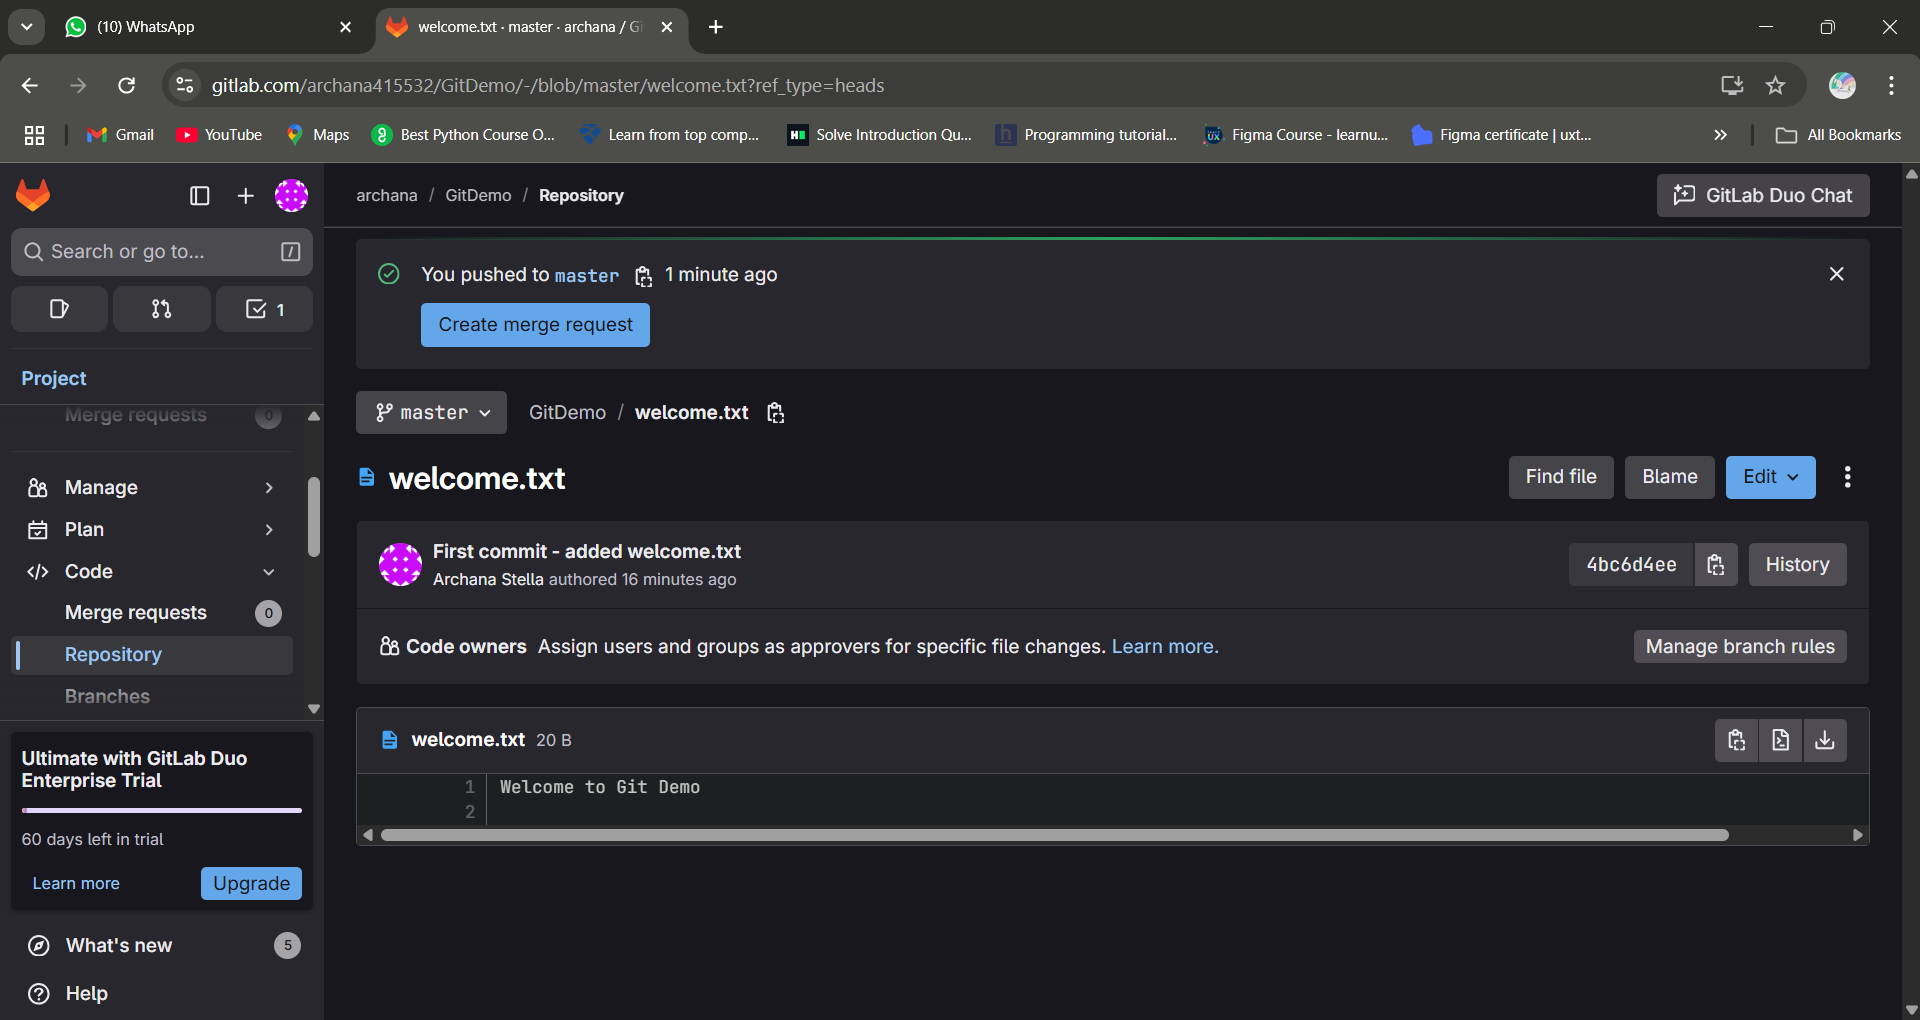 (10) WhatsApp
welcome.txt · master · archana / Gi
gitlab.com/archana415532/GitDemo/-/blob/master/welcome.txt?ref_type=heads
Gmail
YouTube
Maps
Best Python Course O...
Learn from top comp...
Solve Introduction Qu...
Programming tutorial...
Figma Course - learnu...
Figma certificate | uxt...
All Bookmarks
Search or go to...
/
1
Project
Merge requests 0
Manage
Plan
Code
Merge requests 0
Repository
Branches
Ultimate with GitLab Duo
Enterprise Trial
60 days left in trial
Learn more
Upgrade
What's new 5
Help
archana / GitDemo / Repository
GitLab Duo Chat
You pushed to master 1 minute ago
Create merge request
master
GitDemo / welcome.txt
welcome.txt
Find file
Blame
Edit
First commit - added welcome.txt
Archana Stella authored 16 minutes ago
4bc6d4ee
History
Code owners Assign users and groups as approvers for specific file changes. Learn more.
Manage branch rules
welcome.txt 20 B
1 Welcome to Git Demo
2